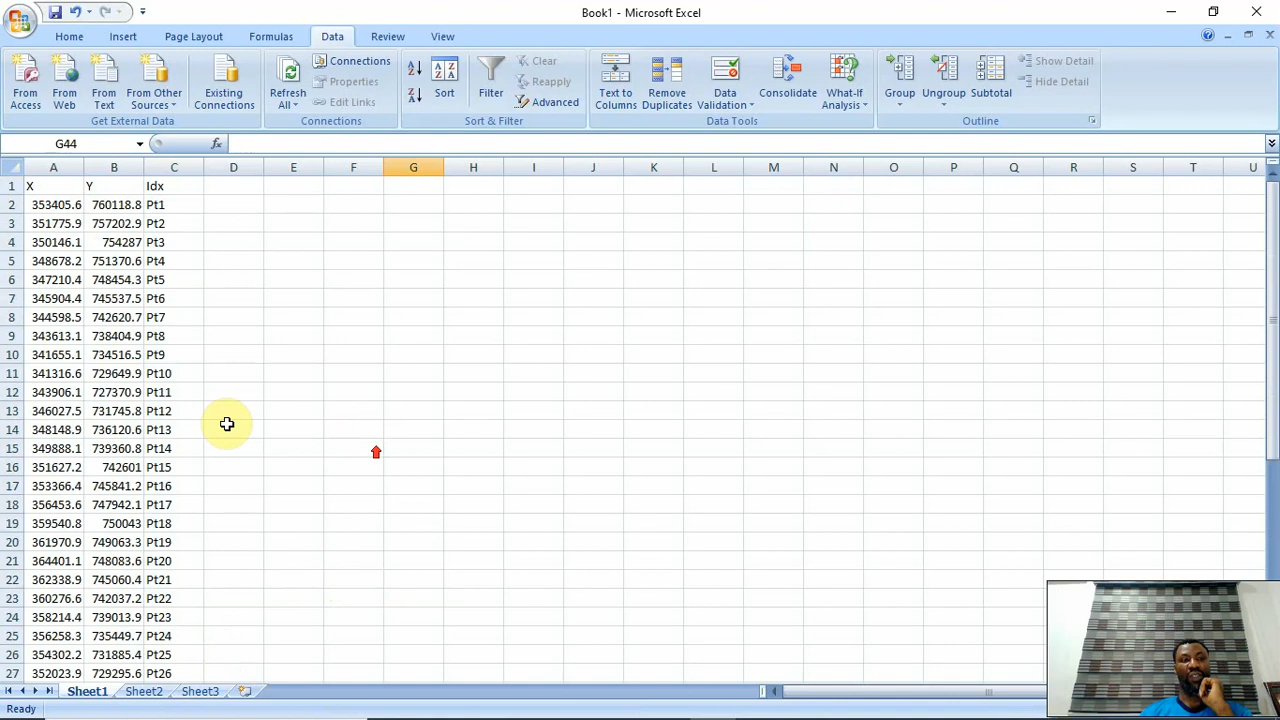 Book1 - Microsoft Excel
Home Insert Page Layout Formulas Data Review View
From Access
From Web
From Text
From Other Sources
Existing Connections
Get External Data
Refresh All
Connections
Properties
Edit Links
Connections
Sort
Filter
Clear
Reapply
Advanced
Sort & Filter
Text to Columns
Remove Duplicates
Data Validation
Consolidate
What-If Analysis
Data Tools
Group
Ungroup
Subtotal
Show Detail
Hide Detail
Outline
G44 fx
A B C D E F G H I J K L M N O P Q R S T U
1 X Y Idx
2 353405.6 760118.8 Pt1
3 351775.9 757202.9 Pt2
4 350146.1 754287 Pt3
5 348678.2 751370.6 Pt4
6 347210.4 748454.3 Pt5
7 345904.4 745537.5 Pt6
8 344598.5 742620.7 Pt7
9 343613.1 738404.9 Pt8
10 341655.1 734516.5 Pt9
11 341316.6 729649.9 Pt10
12 343906.1 727370.9 Pt11
13 346027.5 731745.8 Pt12
14 348148.9 736120.6 Pt13
15 349888.1 739360.8 Pt14
16 351627.2 742601 Pt15
17 353366.4 745841.2 Pt16
18 356453.6 747942.1 Pt17
19 359540.8 750043 Pt18
20 361970.9 749063.3 Pt19
21 364401.1 748083.6 Pt20
22 362338.9 745060.4 Pt21
23 360276.6 742037.2 Pt22
24 358214.4 739013.9 Pt23
25 356258.3 735449.7 Pt24
26 354302.2 731885.4 Pt25
27 352023.9 729295.6 Pt26
Sheet1 Sheet2 Sheet3
Ready